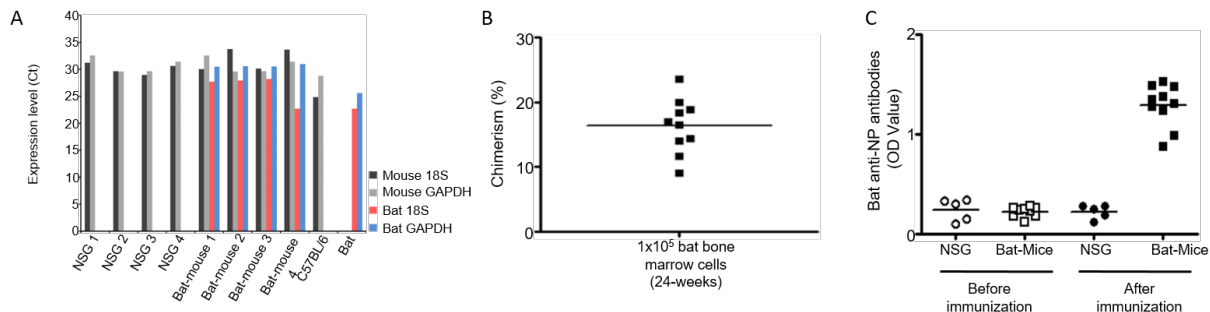 A
Expression level (Ct)
40
35
30
25
20
15
10
5
0
NSG 1
NSG 2
NSG 3
NSG 4
Bat-mouse 1
Bat-mouse 2
Bat-mouse 3
Bat-mouse
4
C57BL/6
Bat
Mouse 18S
Mouse GAPDH
Bat 18S
Bat GAPDH
B
Chimerism (%)
30
20
10
0
1x10⁵ bat bone
marrow cells
(24-weeks)
C
Bat anti-NP antibodies
(OD Value)
2
1
0
NSG Bat-Mice NSG Bat-Mice
Before After
immunization immunization